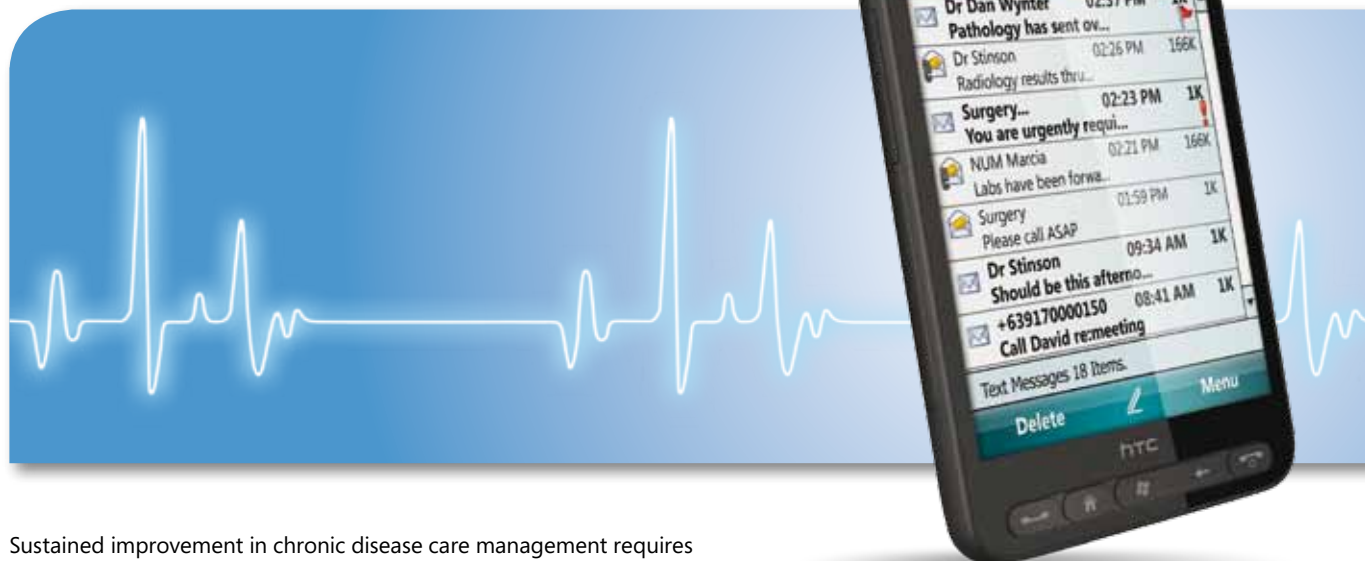 Dr Dan Wynter 02:37 PM 1K
Pathology has sent ov...
Dr Stinson 02:26 PM 166K
Radiology results thru...
Surgery... 02:23 PM 1K
You are urgently requi...
NUM Marcia 02:21 PM 166K
Labs have been forwa...
Surgery 01:59 PM 1K
Please call ASAP
Dr Stinson 09:34 AM 1K
Should be this afterno...
+639170000150 08:41 AM 1K
Call David re:meeting
Text Messages 18 Items.
Delete Menu
hTC
Sustained improvement in chronic disease care management requires